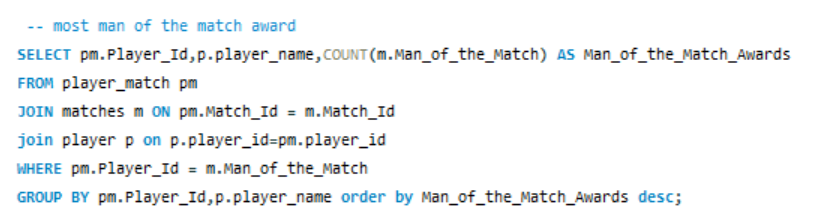 -- most man of the match award
SELECT pm.Player_Id,p.player_name,COUNT(m.Man_of_the_Match) AS Man_of_the_Match_Awards
FROM player_match pm
JOIN matches m ON pm.Match_Id = m.Match_Id
join player p on p.player_id=pm.player_id
WHERE pm.Player_Id = m.Man_of_the_Match
GROUP BY pm.Player_Id,p.player_name order by Man_of_the_Match_Awards desc;